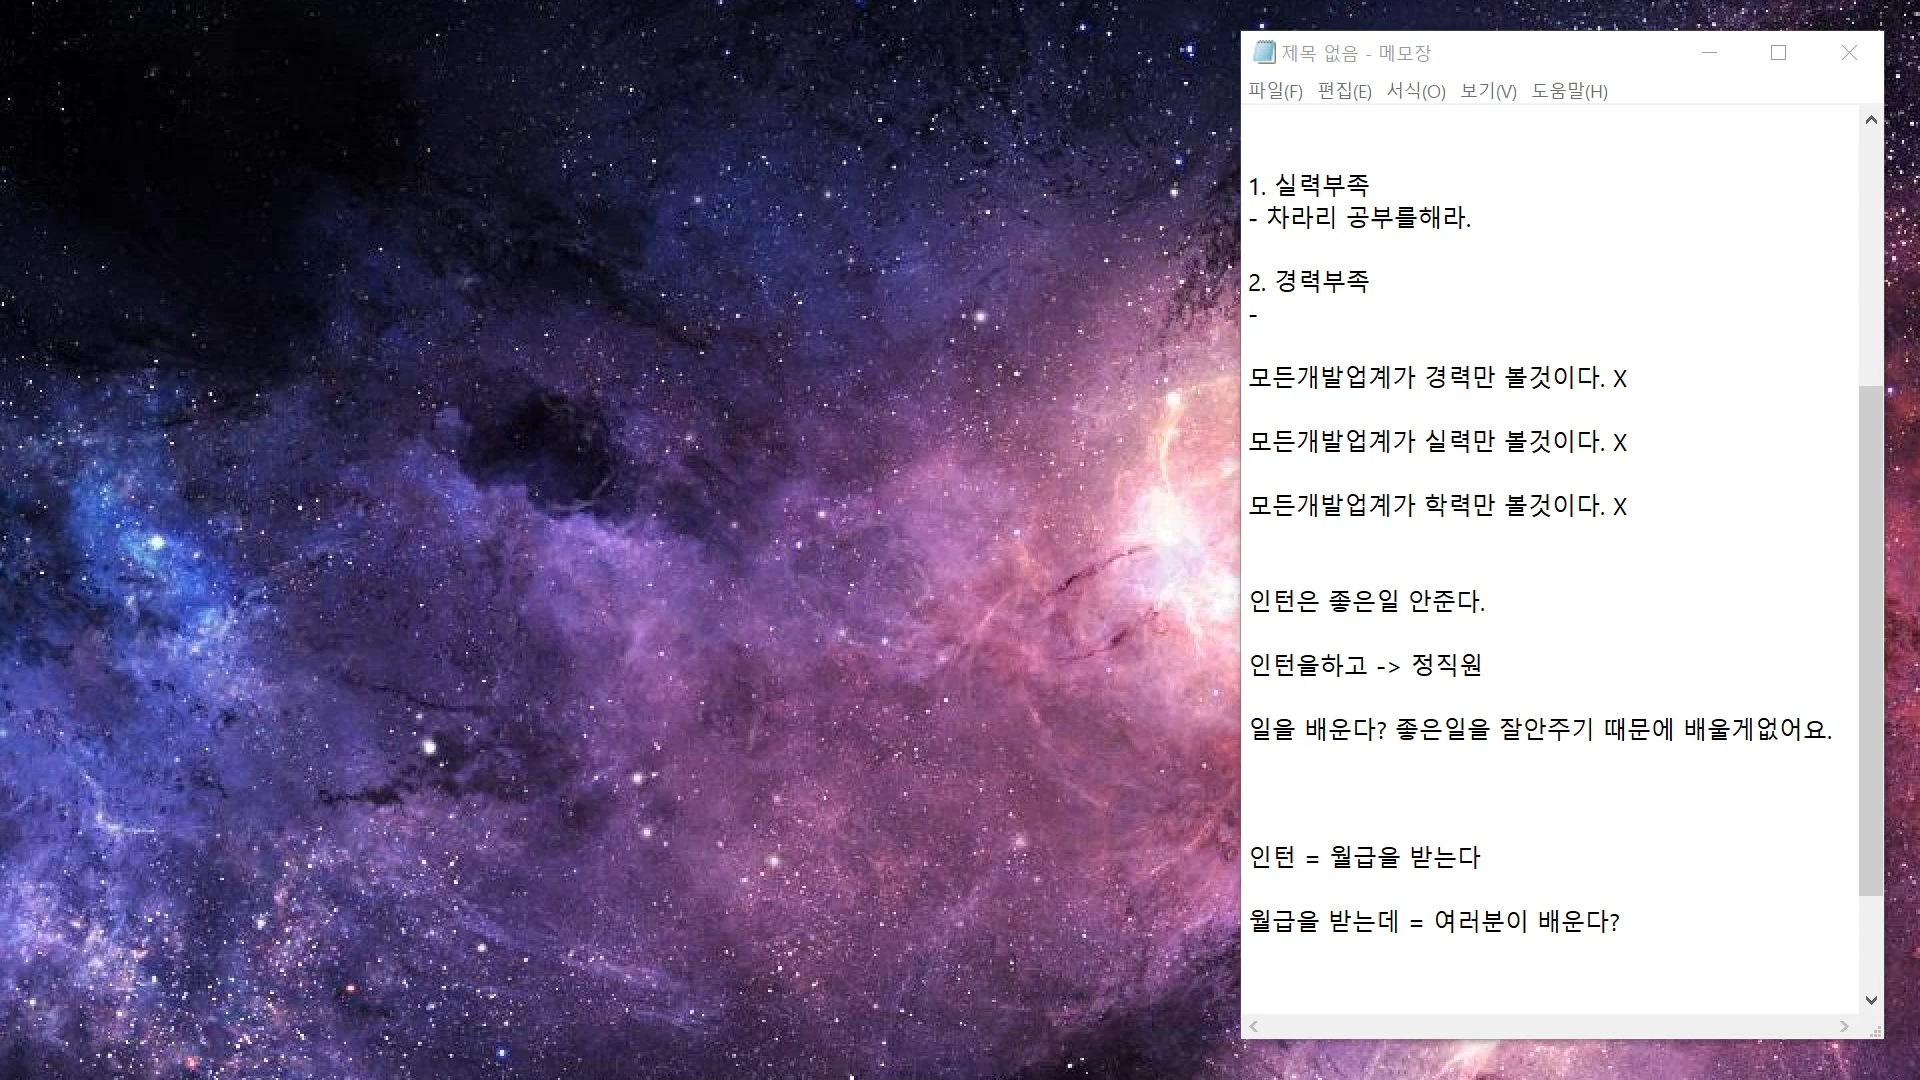 제목 없음 - 메모장
파일(F) 편집(E) 서식(O) 보기(V) 도움말(H)
1. 실력부족
- 차라리 공부를해라.
2. 경력부족
-
모든개발업계가 경력만 볼것이다. X
모든개발업계가 실력만 볼것이다. X
모든개발업계가 학력만 볼것이다. X
인턴은 좋은일 안준다.
인턴을하고 -> 정직원
일을 배운다? 좋은일을 잘안주기 때문에 배울게없어요.
인턴 = 월급을 받는다
월급을 받는데 = 여러분이 배운다?